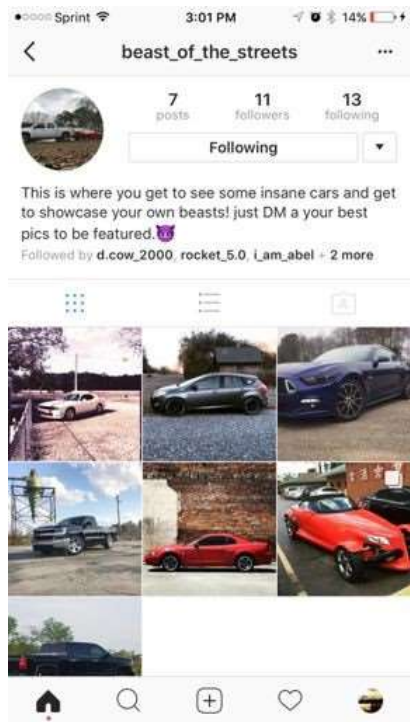 Sprint 3:01 PM 14%
beast_of_the_streets
7 11 13
posts followers following
Following
This is where you get to see some insane cars and get
to showcase your own beasts! just DM a your best
pics to be featured.😈
Followed by d.cow_2000, rocket_5.0, i_am_abel + 2 more